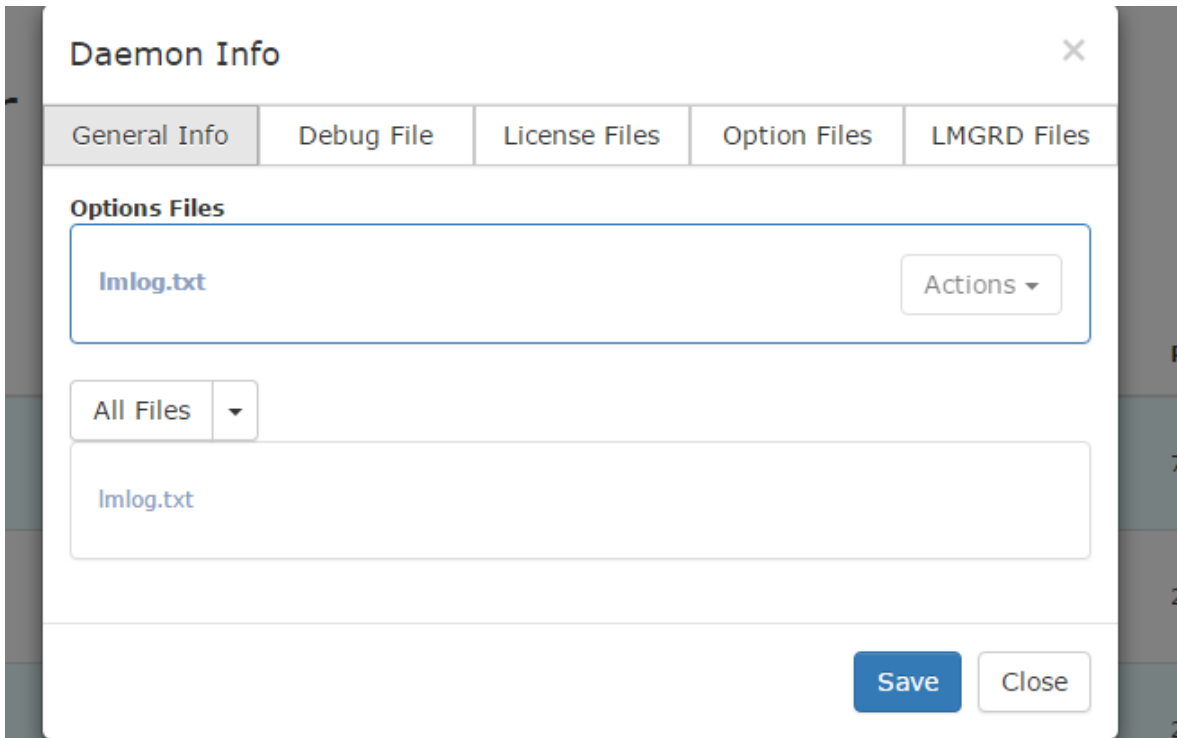 Daemon Info ×
General Info Debug File License Files Option Files LMGRD Files
Options Files
lmlog.txt Actions
All Files
lmlog.txt
Save Close